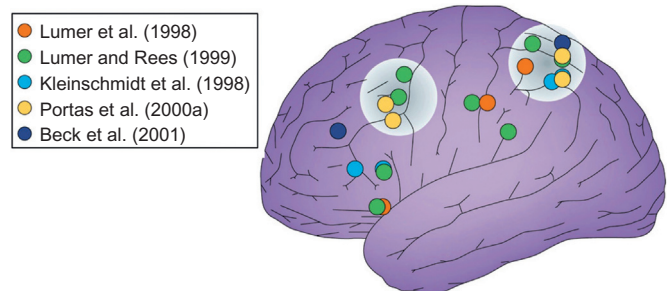 Lumer et al. (1998)
Lumer and Rees (1999)
Kleinschmidt et al. (1998)
Portas et al. (2000a)
Beck et al. (2001)